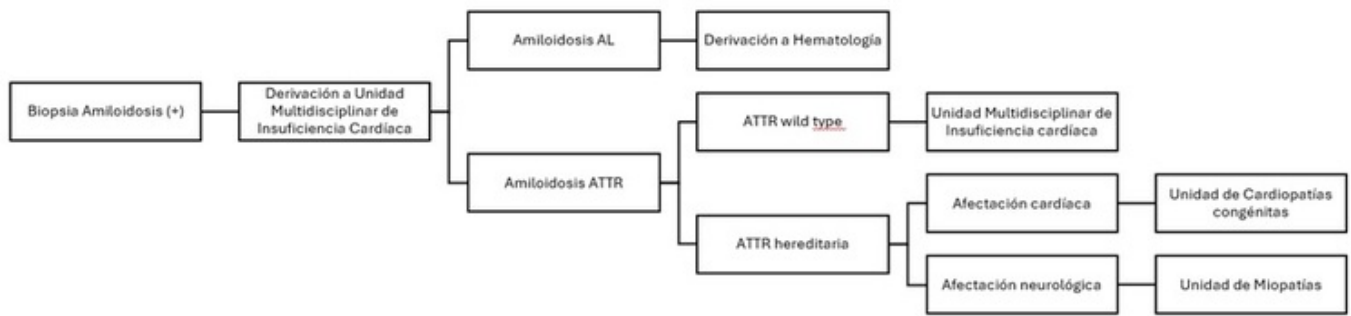 Biopsia Amiloidosis (+)
Derivación a Unidad
Multidisciplinar de
Insuficiencia Cardíaca
Amiloidosis AL
Derivación a Hematología
Amiloidosis ATTR
ATTR wild type
Unidad Multidisciplinar de
Insuficiencia cardíaca
ATTR hereditaria
Afectación cardíaca
Unidad de Cardiopatías
congénitas
Afectación neurológica
Unidad de Miopatías